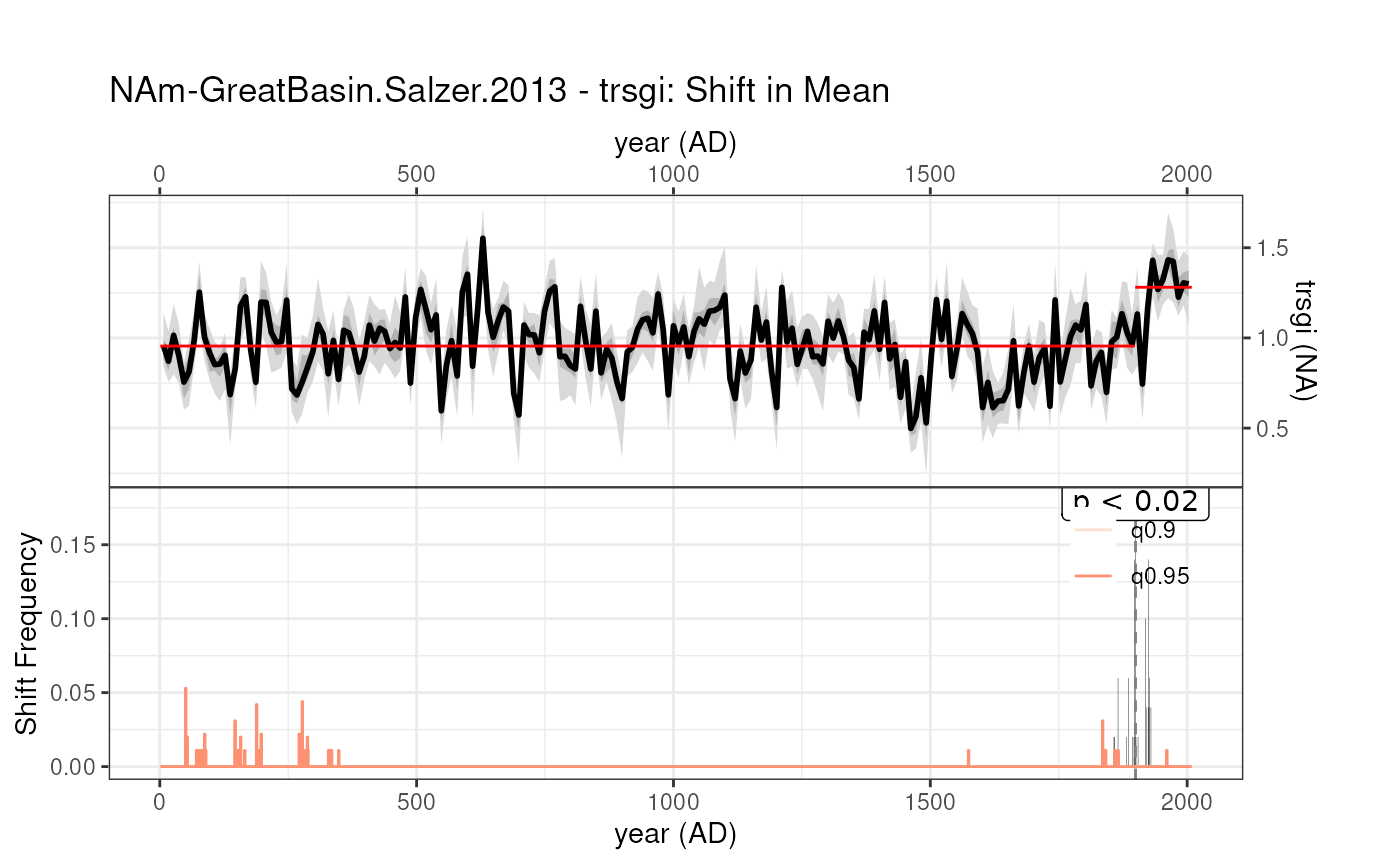 NAm-GreatBasin.Salzer.2013 - trsgi: Shift in Mean
year (AD)
0 500 1000 1500 2000
1.5
1.0
0.5
trsgi (NA)
p < 0.02
q0.9
q0.95
Shift Frequency
0.15
0.10
0.05
0.00
0 500 1000 1500 2000
year (AD)